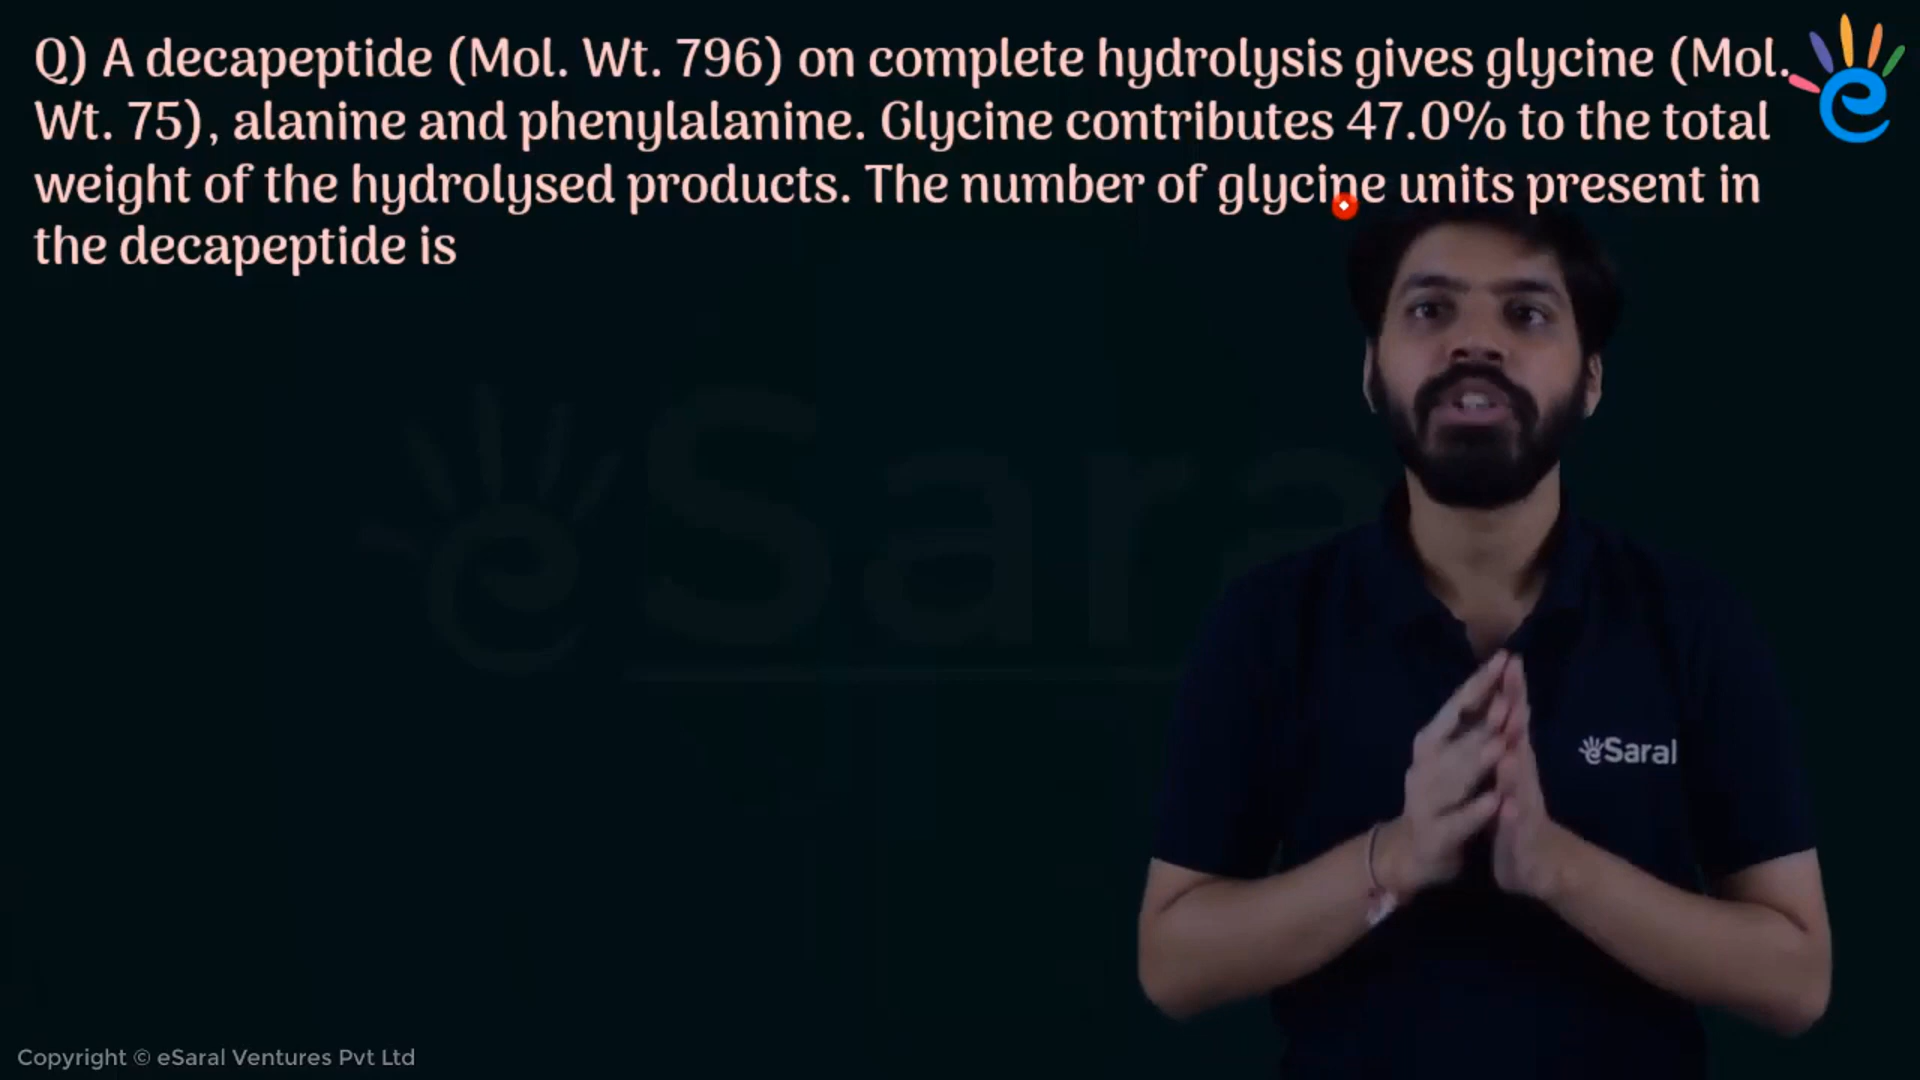 Q) A decapeptide (Mol. Wt. 796) on complete hydrolysis gives glycine (Mol.
Wt. 75), alanine and phenylalanine. Glycine contributes 47.0% to the total
weight of the hydrolysed products. The number of glycine units present in
the decapeptide is
eSara
eSaral
Copyright © eSaral Ventures Pvt Ltd